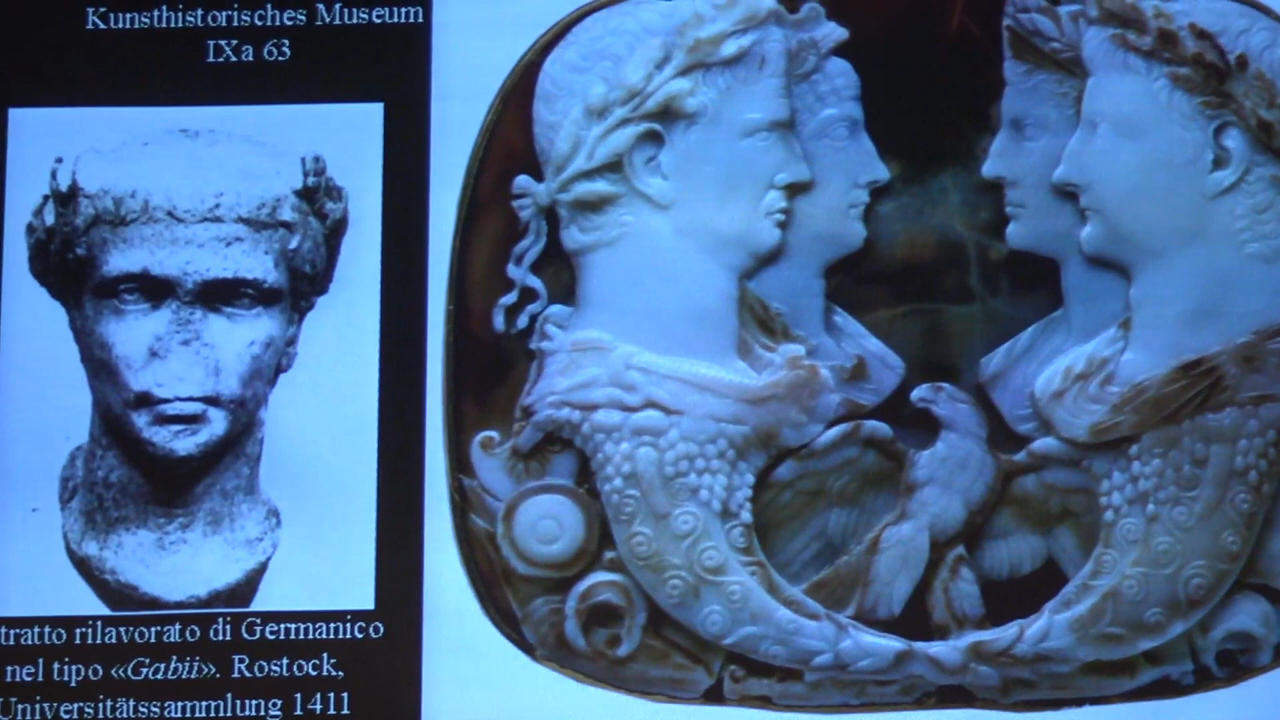 Kunsthistorisches Museum
IXa 63
tratto rilavorato di Germanico
nel tipo «Gabii». Rostock,
Universitätssammlung 1411